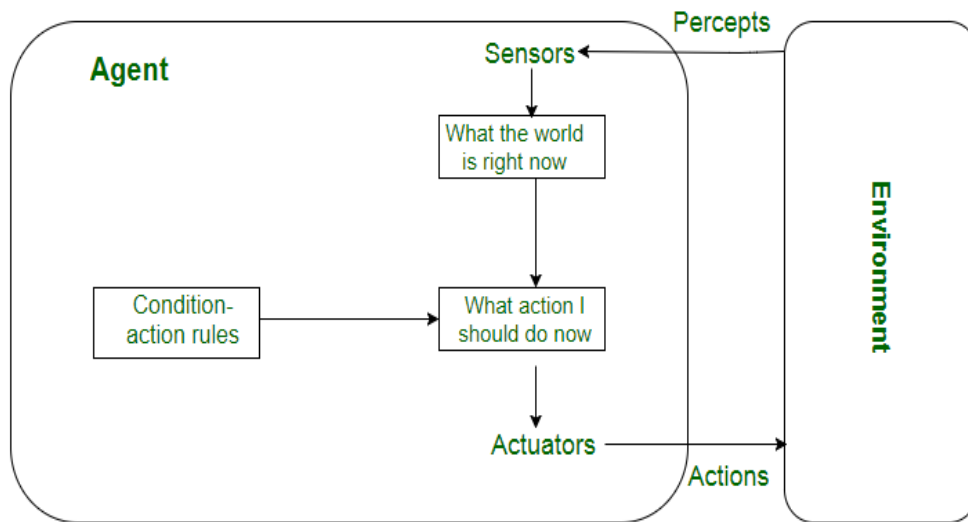 Percepts
Agent
Sensors
What the world
is right now
Environment
Condition-
action rules
What action I
should do now
Actuators
Actions